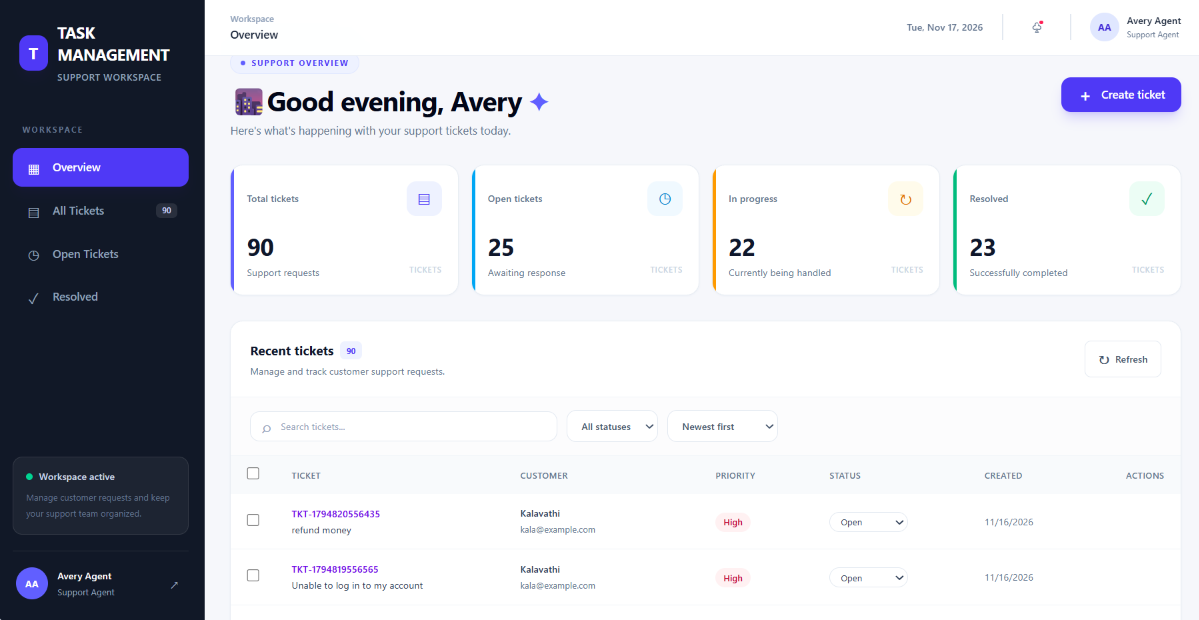 T
TASK
MANAGEMENT
SUPPORT WORKSPACE
WORKSPACE
Overview
All Tickets 90
Open Tickets
Resolved
Workspace active
Manage customer requests and keep
your support team organized.
AA
Avery Agent
Support Agent
Workspace
Overview
Tue, Nov 17, 2026
AA
Avery Agent
Support Agent
SUPPORT OVERVIEW
Good evening, Avery
Here's what's happening with your support tickets today.
+ Create ticket
Total tickets
90
Support requests TICKETS
Open tickets
25
Awaiting response TICKETS
In progress
22
Currently being handled TICKETS
Resolved
23
Successfully completed TICKETS
Recent tickets 90
Manage and track customer support requests.
Refresh
Search tickets... All statuses Newest first
TICKET CUSTOMER PRIORITY STATUS CREATED ACTIONS
TKT-1794820556435 Kalavathi High Open 11/16/2026
refund money kala@example.com
TKT-1794819556565 Kalavathi High Open 11/16/2026
Unable to log in to my account kala@example.com